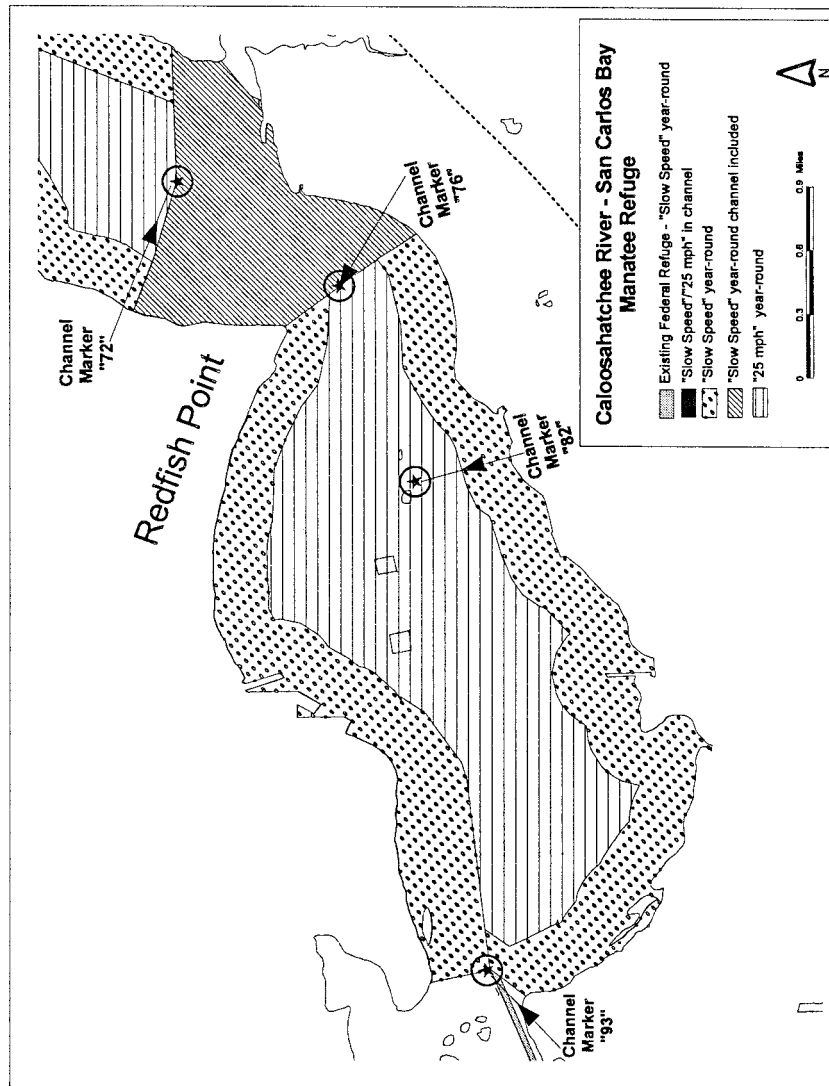 Channel
Marker
"72"
Redfish Point
Channel
Marker
"76"
Channel
Marker
"82"
Channel
Marker
"93"
Caloosahatchee River - San Carlos Bay
Manatee Refuge
Existing Federal Refuge - "Slow Speed" year-round
"Slow Speed"/"25 mph" in channel
"Slow Speed" year-round
"Slow Speed" year-round channel included
"25 mph" year-round
0 0.3 0.6 0.9 Miles
N